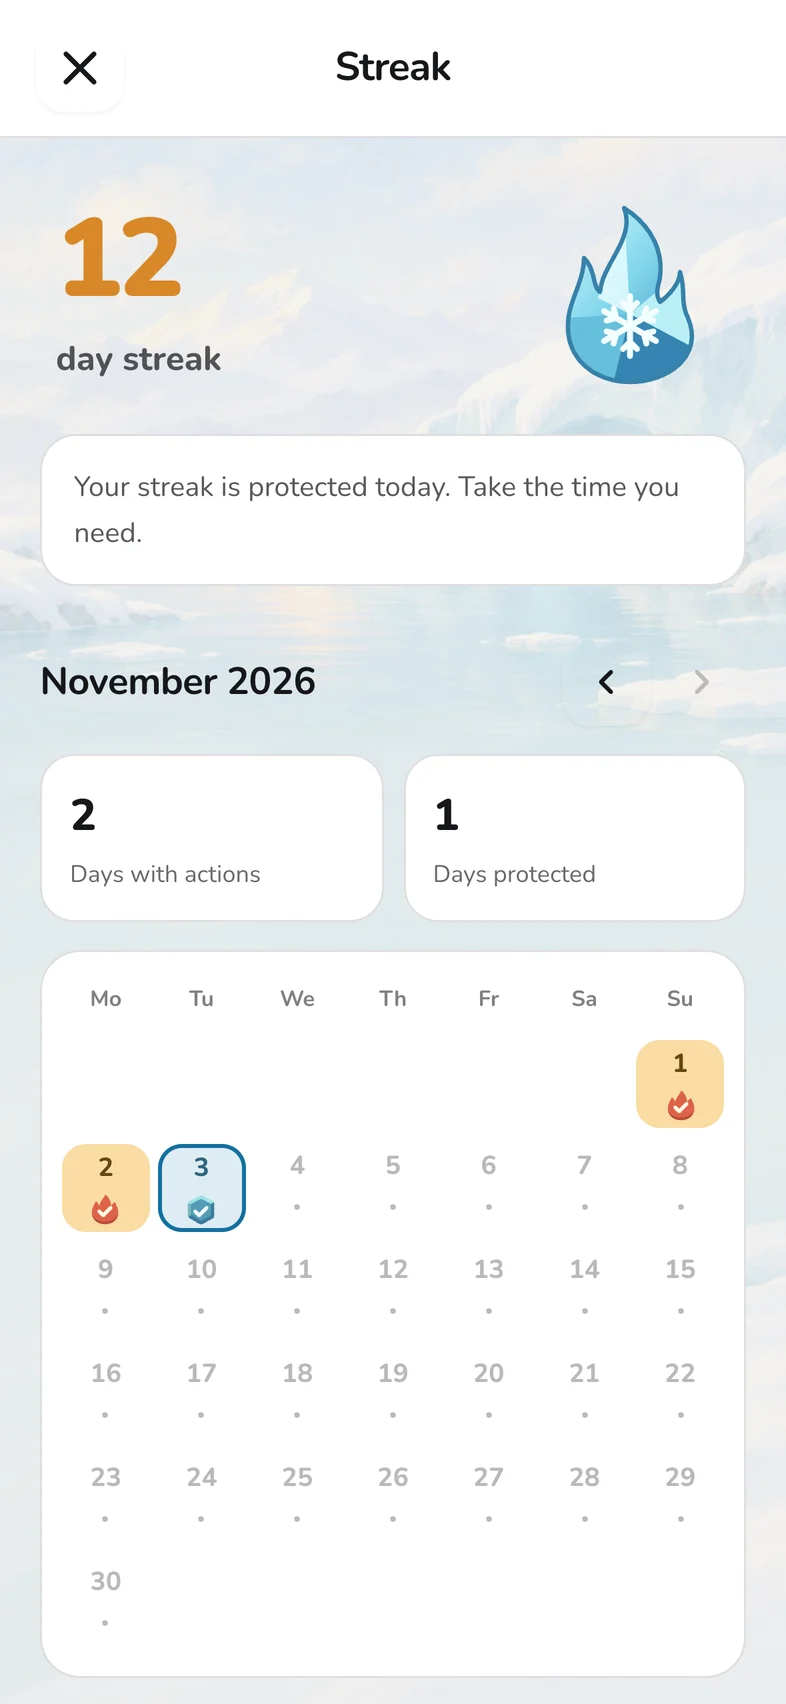 Streak
12
day streak
Your streak is protected today. Take the time you
need.
November 2026
2
Days with actions
1
Days protected
Mo Tu We Th Fr Sa Su
1
2 3 4 5 6 7 8
9 10 11 12 13 14 15
16 17 18 19 20 21 22
23 24 25 26 27 28 29
30